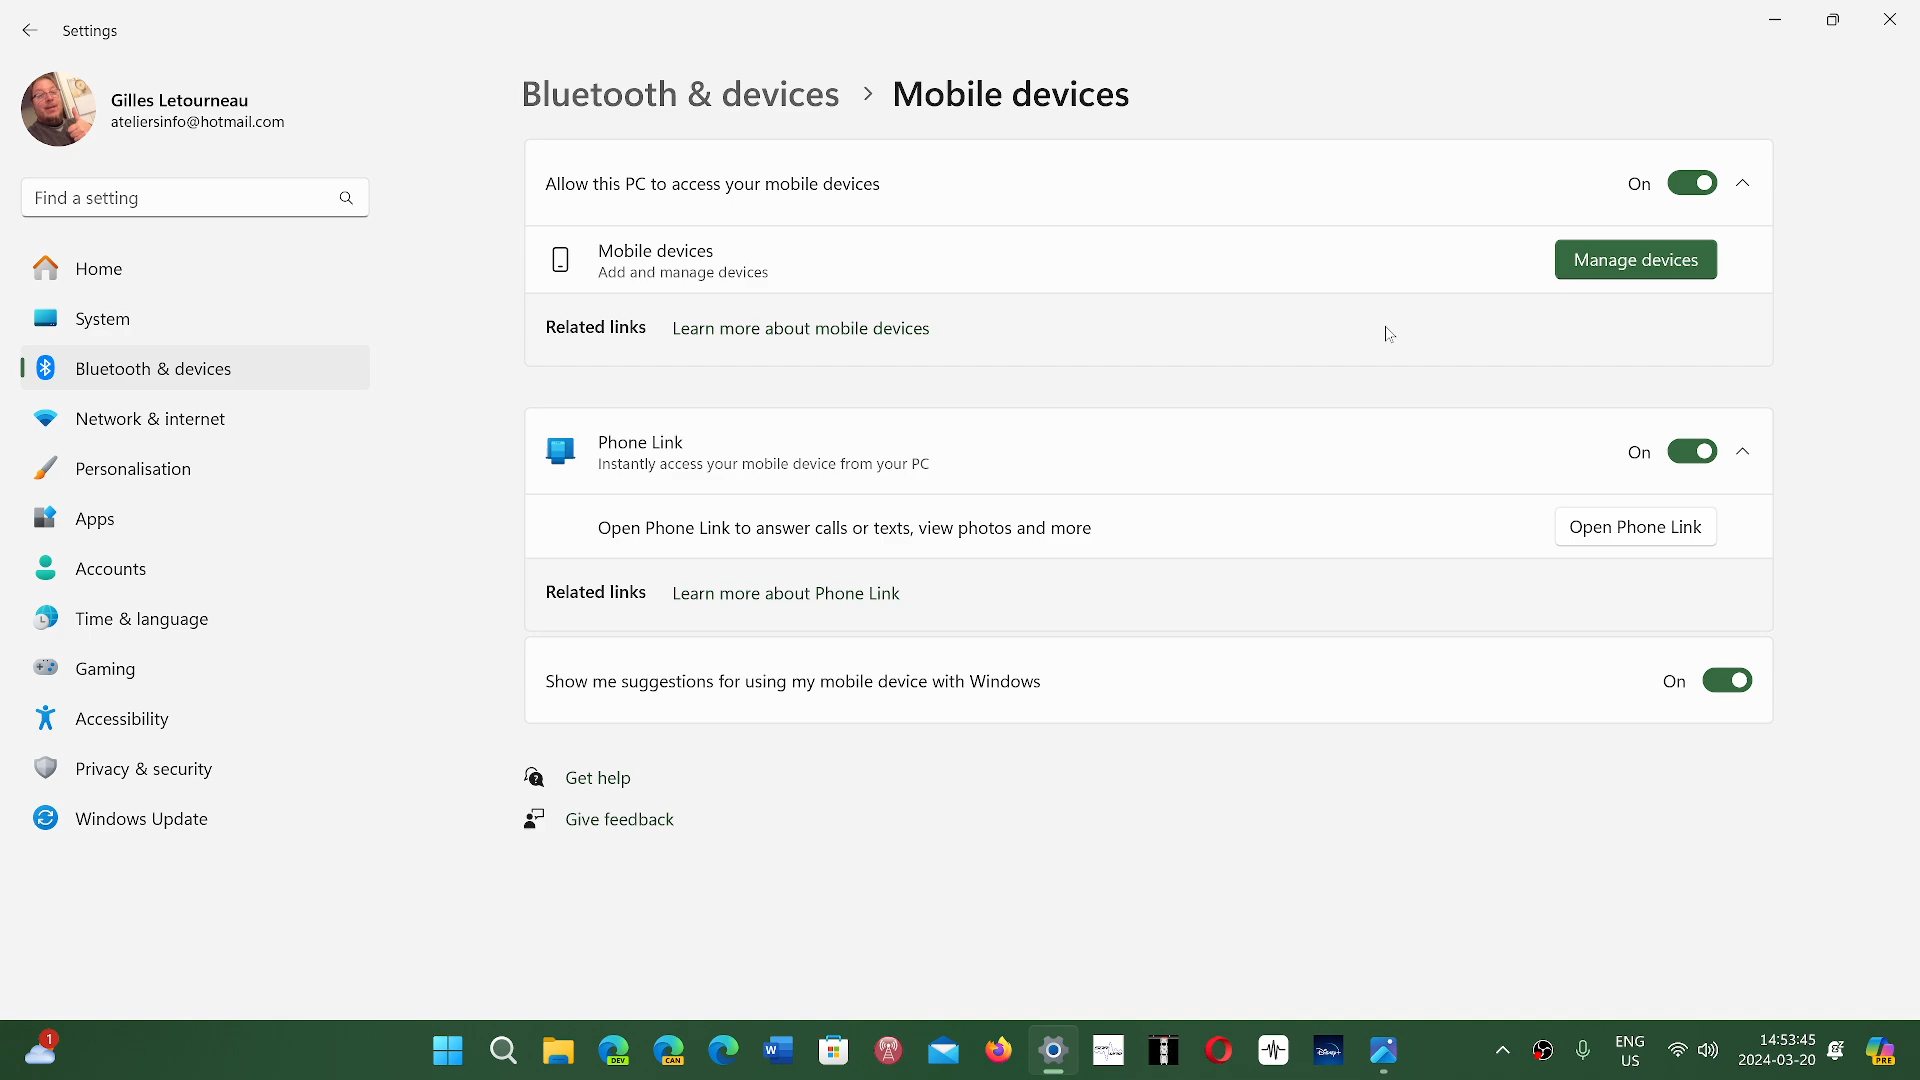 Settings
Gilles Letourneau
ateliersinfo@hotmail.com
Find a setting
Home
System
Bluetooth & devices
Network & internet
Personalisation
Apps
Accounts
Time & language
Gaming
Accessibility
Privacy & security
Windows Update
Bluetooth & devices > Mobile devices
Allow this PC to access your mobile devices On
Mobile devices
Add and manage devices
Manage devices
Related links Learn more about mobile devices
Phone Link
Instantly access your mobile device from your PC
On
Open Phone Link to answer calls or texts, view photos and more Open Phone Link
Related links Learn more about Phone Link
Show me suggestions for using my mobile device with Windows On
Get help
Give feedback
1
DEV
CAN
Disney+
ENG
US
14:53:45
2024-03-20
PRE